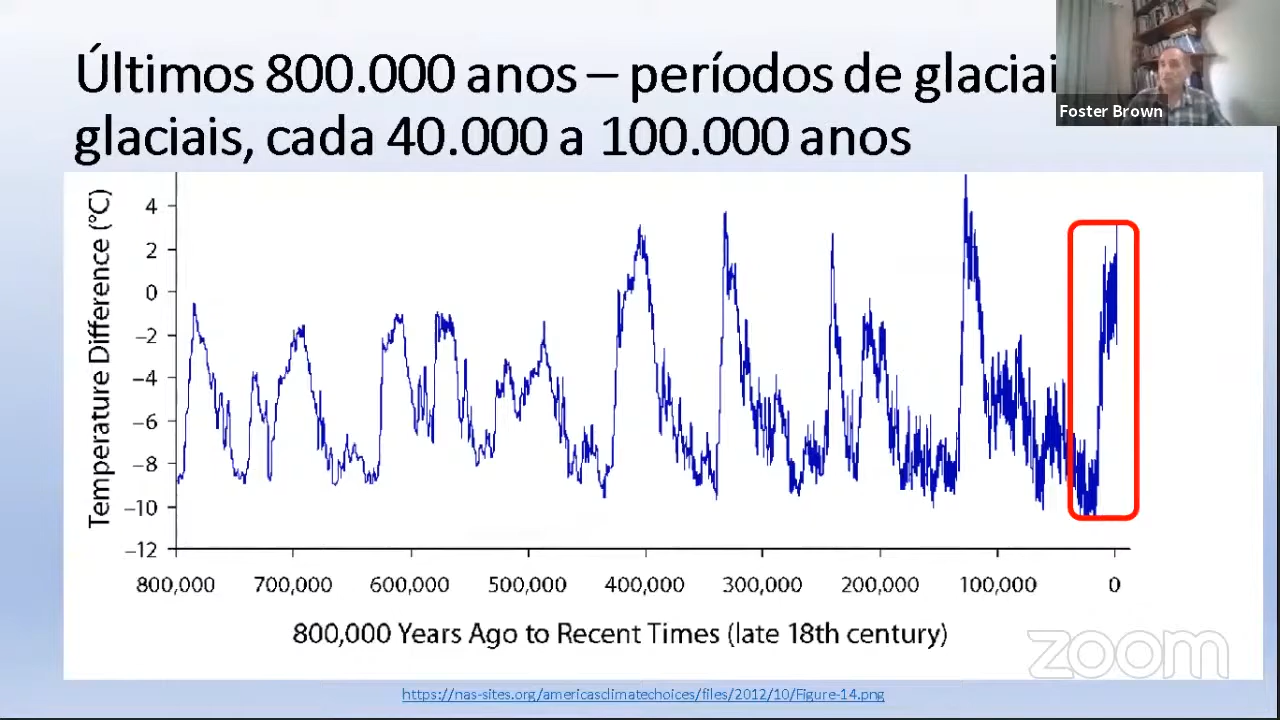 Últimos 800.000 anos – períodos de glaciai
glaciais, cada 40.000 a 100.000 anos
Foster Brown
Temperature Difference (°C)
4
2
0
−2
−4
−6
−8
−10
−12
800,000 700,000 600,000 500,000 400,000 300,000 200,000 100,000 0
800,000 Years Ago to Recent Times (late 18th century)
zoom
https://nas-sites.org/americasclimatechoices/files/2012/10/Figure-14.png